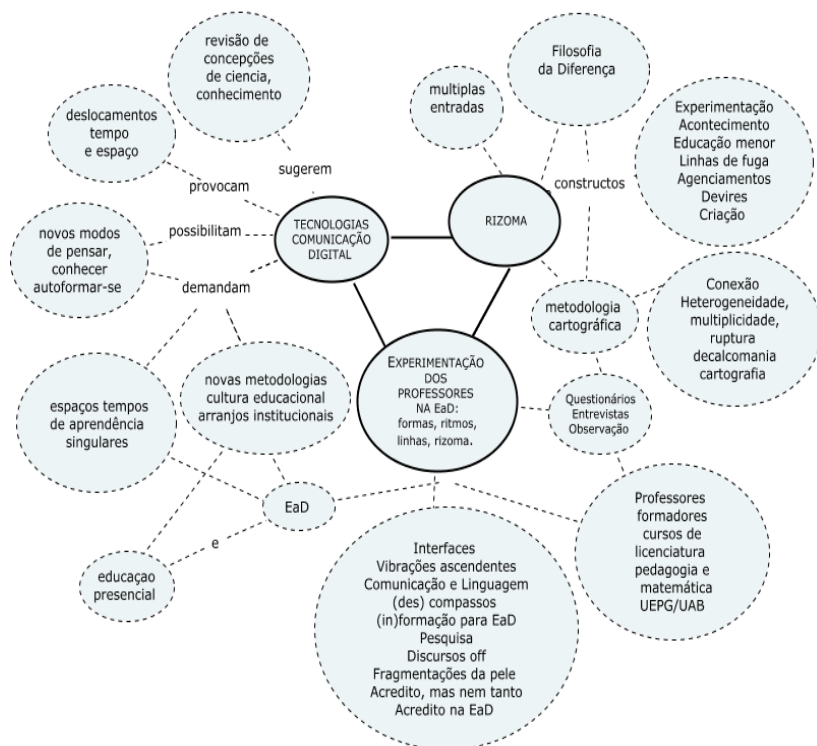 revisão de
concepções
de ciencia,
conhecimento
Filosofia
da Diferença
multiplas
entradas
deslocamentos
tempo
e espaço
Experimentação
Acontecimento
Educação menor
Linhas de fuga
Agenciamentos
Devires
Criação
sugerem
provocam
constructos
TECNOLOGIAS
COMUNICAÇÃO
DIGITAL
RIZOMA
possibilitam
novos modos
de pensar,
conhecer
autoformar-se
demandam
metodologia
cartográfica
Conexão
Heterogeneidade,
multiplicidade,
ruptura
decalcomania
cartografia
EXPERIMENTAÇÃO
DOS
PROFESSORES
NA EaD:
formas, ritmos,
linhas, rizoma.
novas metodologias
cultura educacional
arranjos institucionais
espaços tempos
de aprendência
singulares
Questionários
Entrevistas
Observação
EaD
e
educaçao
presencial
Professores
formadores
cursos de
licenciatura
pedagogia e
matemática
UEPG/UAB
Interfaces
Vibrações ascendentes
Comunicação e Linguagem
(des) compassos
(in)formação para EaD
Pesquisa
Discursos off
Fragmentações da pele
Acredito, mas nem tanto
Acredito na EaD